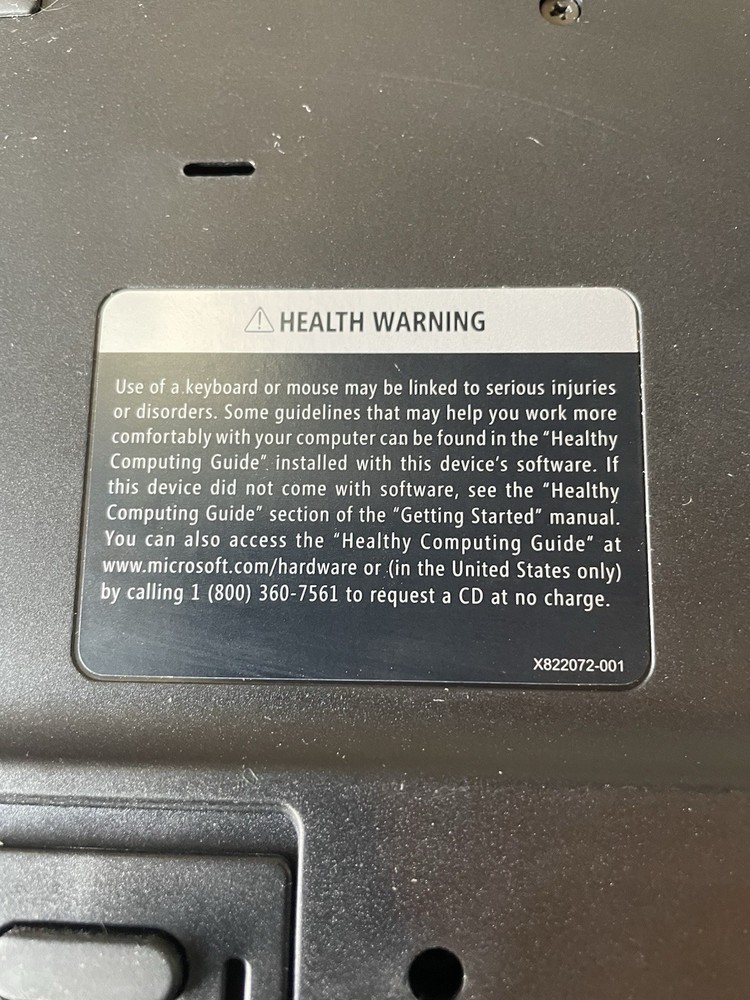 HEALTH WARNING
Use of a keyboard or mouse may be linked to serious injuries
or disorders. Some guidelines that may help you work more
comfortably with your computer can be found in the “Healthy
Computing Guide” installed with this device’s software. If
this device did not come with software, see the “Healthy
Computing Guide” section of the “Getting Started” manual.
You can also access the “Healthy Computing Guide” at
www.microsoft.com/hardware or (in the United States only)
by calling 1 (800) 360-7561 to request a CD at no charge.
X822072-001